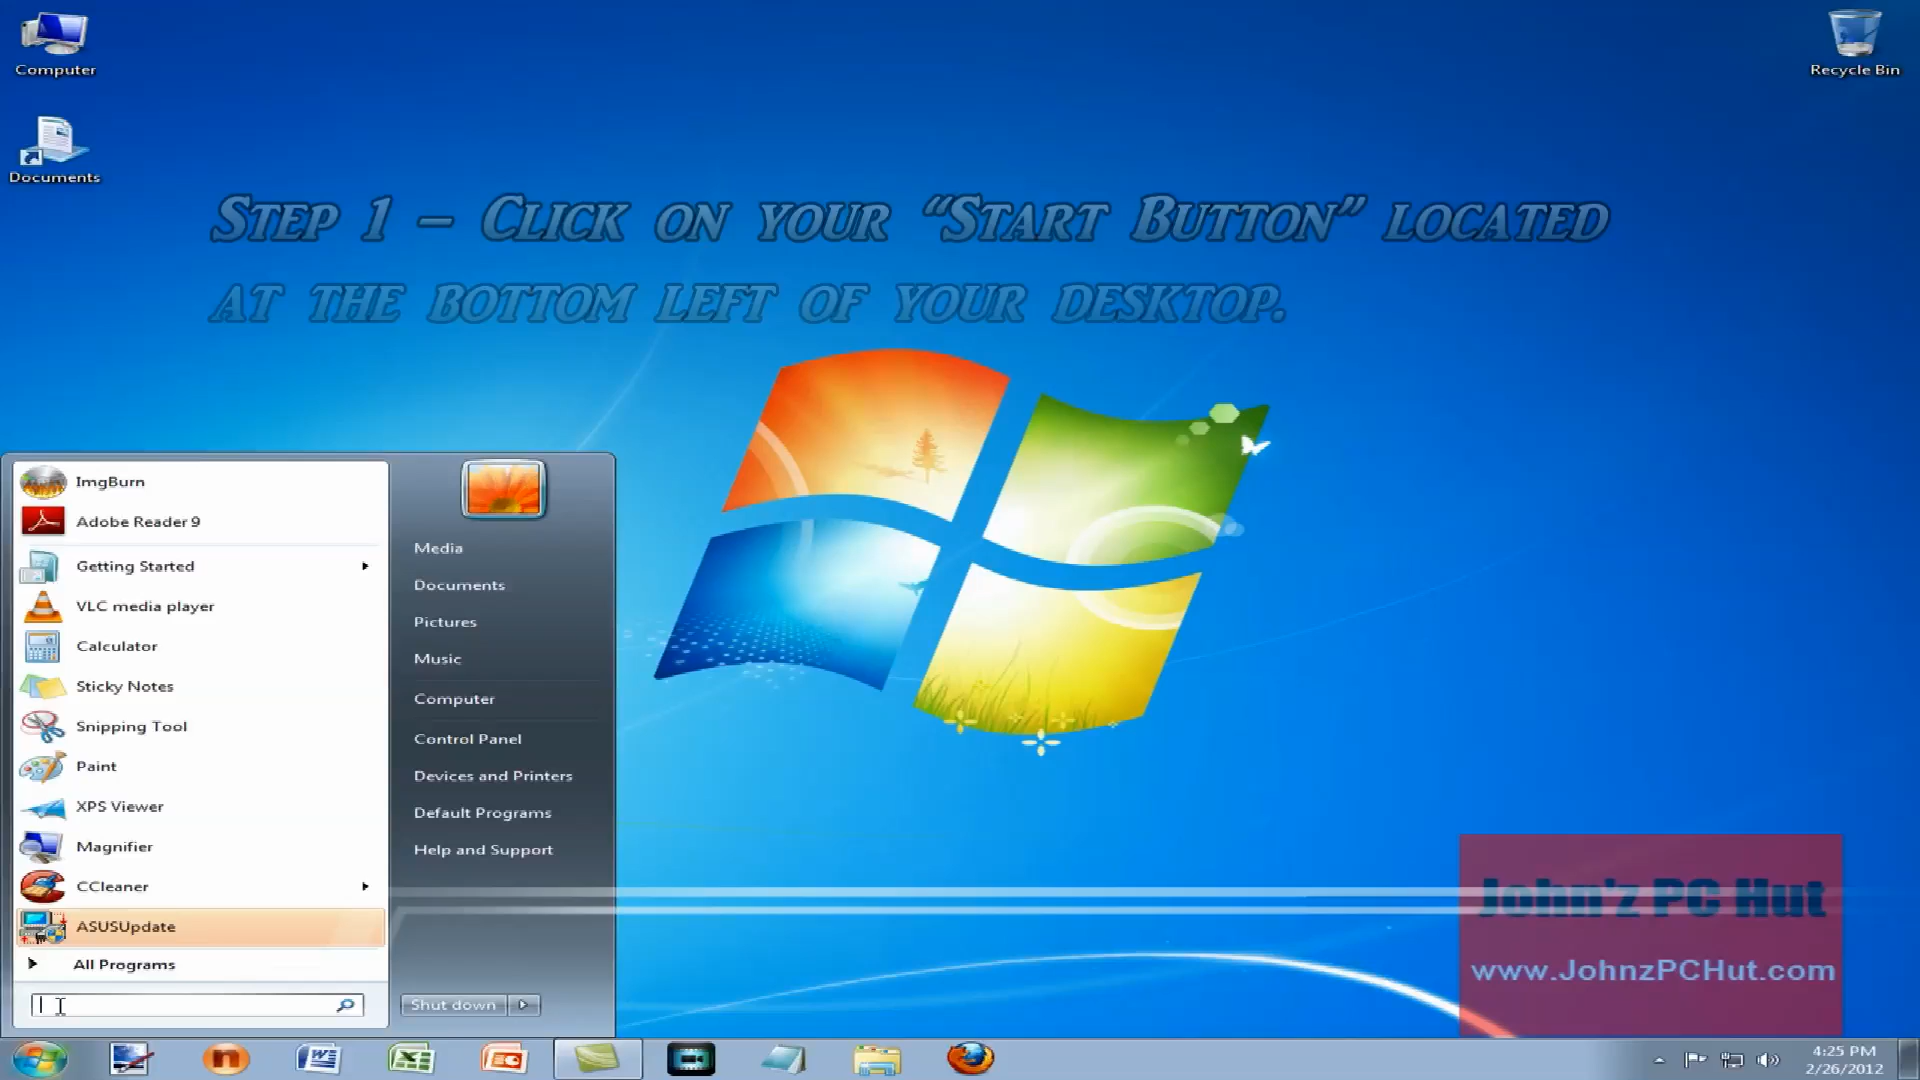 Computer
Recycle Bin
Documents
STEP 1 – CLICK ON YOUR “START BUTTON” LOCATED
AT THE BOTTOM LEFT OF YOUR DESKTOP.
ImgBurn
Adobe Reader 9
Getting Started
VLC media player
Calculator
Sticky Notes
Snipping Tool
Paint
XPS Viewer
Magnifier
CCleaner
ASUSUpdate
All Programs
Media
Documents
Pictures
Music
Computer
Control Panel
Devices and Printers
Default Programs
Help and Support
Shut down
John'z PC Hut
www.JohnzPCHut.com
4:25 PM
2/26/2012